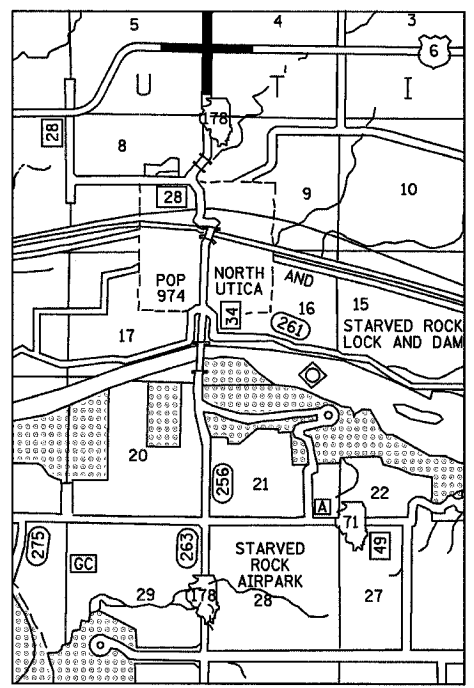 5
4
3
6
U
T
I
178
28
8
28
9
10
POP
974
NORTH
UTICA
AND
34
16
15
261
STARVED ROCK
LOCK AND DAM
17
20
256
21
22
A
71
275
263
49
GC
STARVED
ROCK
AIRPARK
29
178
28
27